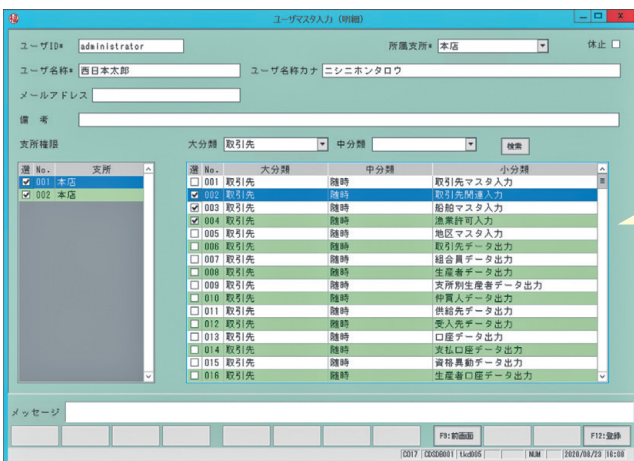 ユーザマスタ入力 (明細)
ユーザID* administrator 所属支所* 本店 休止
ユーザ名称* 西日本太郎 ユーザ名称カナ ニシニホンタロウ
メールアドレス
備 考
支所権限 大分類 取引先 中分類 検索
選 No. 支所
001 本店
002 本店
選 No. 大分類 中分類 小分類
001 取引先 随時 取引先マスタ入力
002 取引先 随時 取引先関連入力
003 取引先 随時 船舶マスタ入力
004 取引先 随時 漁業許可入力
005 取引先 随時 地区マスタ入力
006 取引先 随時 取引先データ出力
007 取引先 随時 組合員データ出力
008 取引先 随時 生産者データ出力
009 取引先 随時 支所別生産者データ出力
010 取引先 随時 仲買人データ出力
011 取引先 随時 供給先データ出力
012 取引先 随時 受入先データ出力
013 取引先 随時 口座データ出力
014 取引先 随時 支払口座データ出力
015 取引先 随時 資格異動データ出力
016 取引先 随時 生産者口座データ出力
メッセージ
F9:前画面 F12:登録
CO17 COSDB001 tkd005 NUM 2020/08/23 16:08